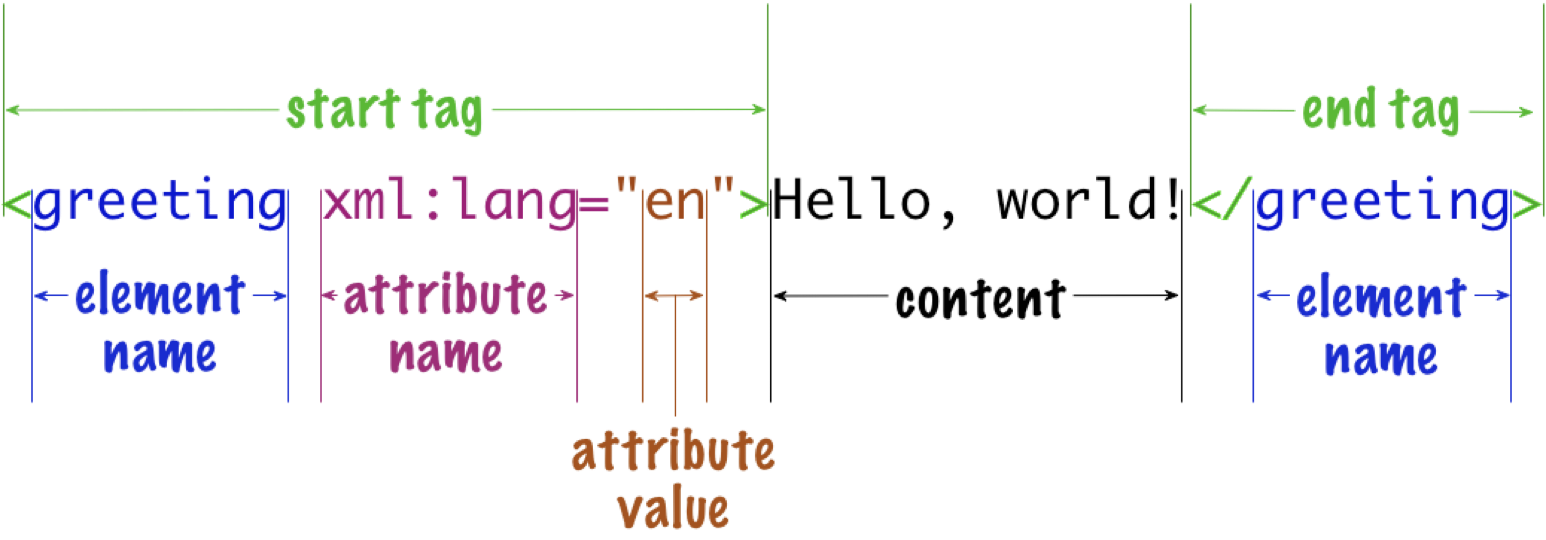 start tag
end tag
<greeting xml:lang="en">Hello, world!</greeting>
element
name
attribute
name
content
element
name
attribute
value